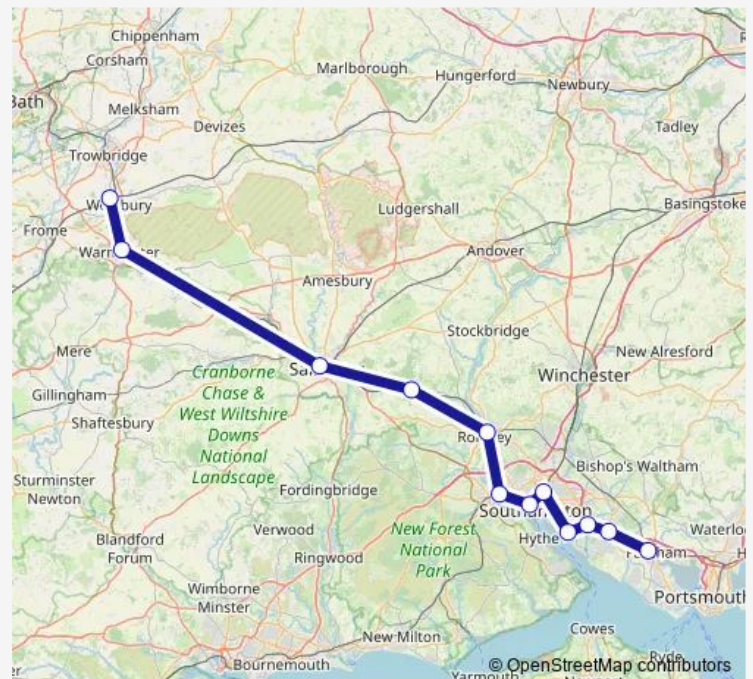 Chippenham
Corsham
Marlborough
Hungerford
Newbury
Bath
Melksham
Devizes
Tadley
Trowbridge
Ludgershall
Basingstoke
Frome
Andover
Amesbury
Stockbridge
Mere
New Alresford
Cranborne
Chase &
West Wiltshire
Downs
National
Landscape
Winchester
Gillingham
Shaftesbury
Bishop's Waltham
Sturminster
Newton
Fordingbridge
Verwood
New Forest
National
Park
Hythe
Blandford
Forum
Ringwood
Wimborne
Minster
Portsmouth
New Milton
Cowes
Bournemouth
Ryde
Yarmouth
© OpenStreetMap contributors